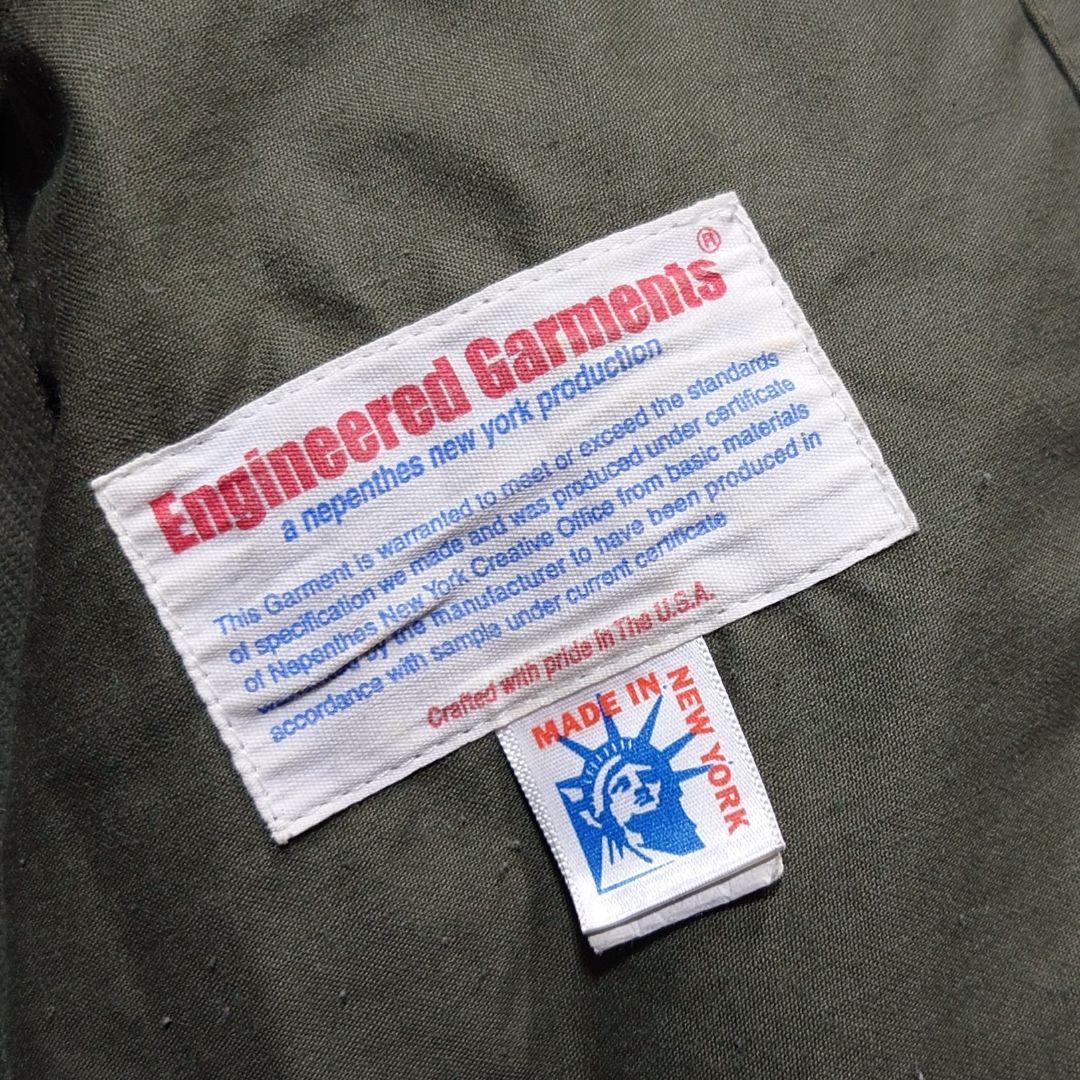 Engineered Garments®
a nepenthes new york production
This Garment is warranted to meet or exceed the standards
of specification we made and was produced under certificate
of Nepenthes New York Creative Office from basic materials
by the manufacturer to have been produced in
accordance with sample under current certificate
Crafted with pride in The U.S.A.
MADE IN
NEW YORK